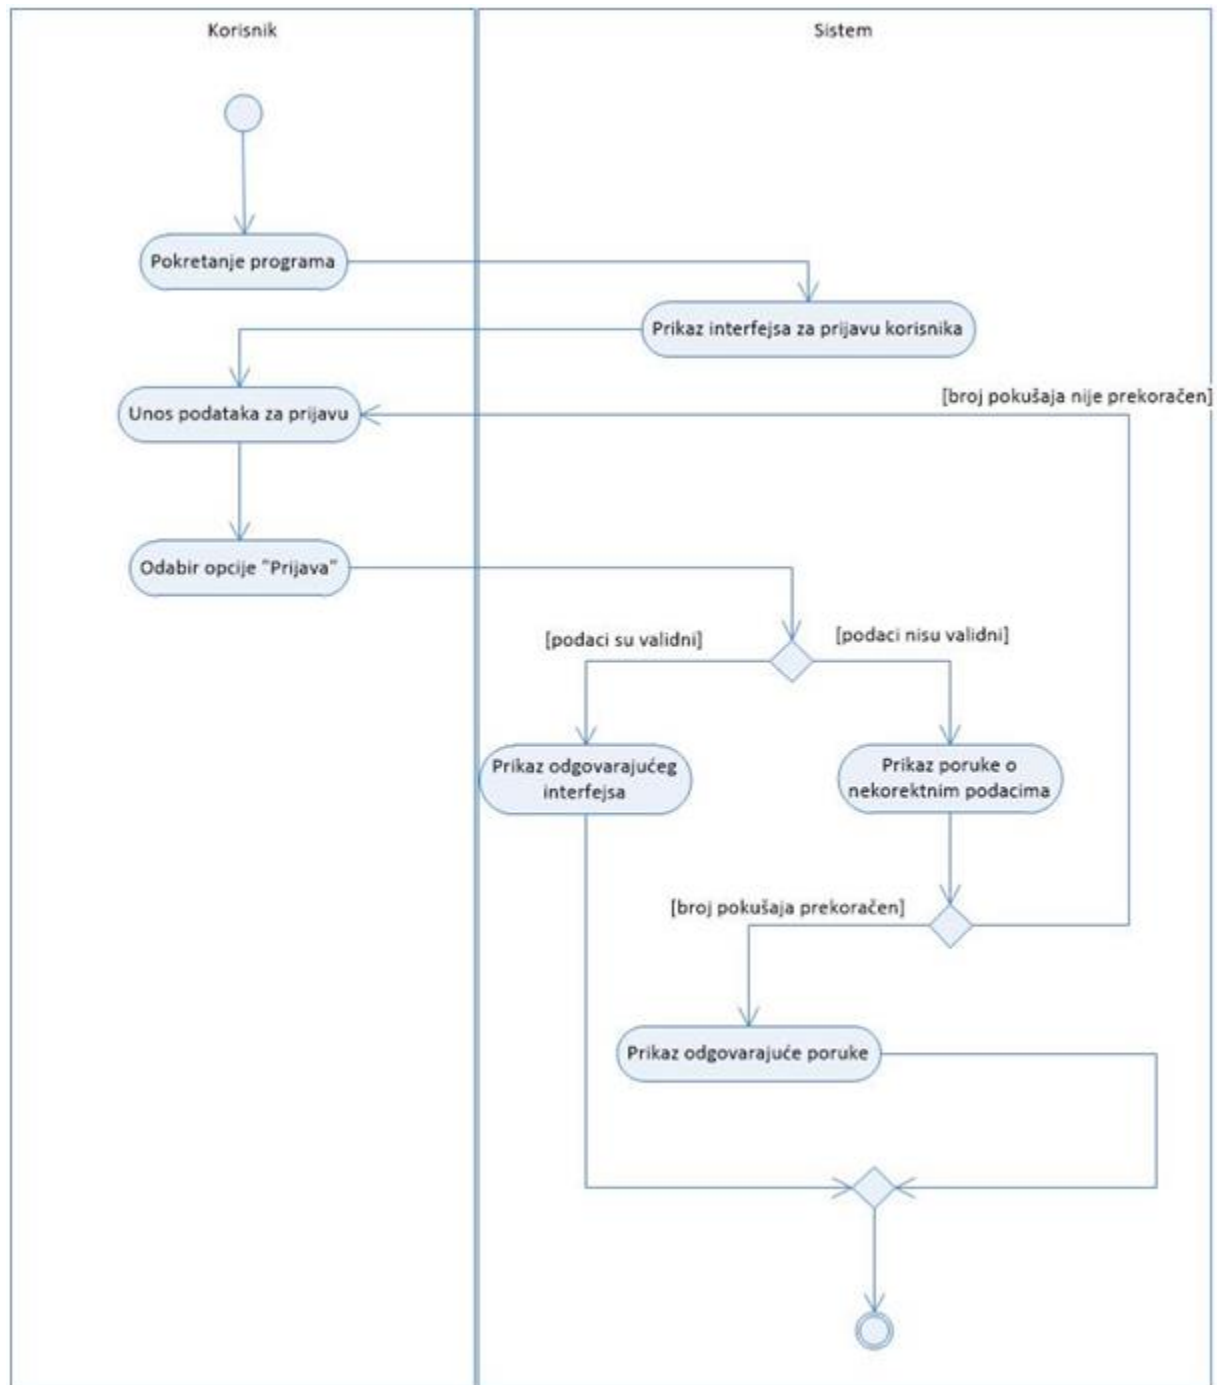 Korisnik
Sistem
Pokretanje programa
Prikaz interfejsa za prijavu korisnika
[broj pokušaja nije prekoračen]
Unos podataka za prijavu
Odabir opcije "Prijava"
[podaci su validni]
[podaci nisu validni]
Prikaz odgovarajućeg
interfejsa
Prikaz poruke o
nekorektnim podacima
[broj pokušaja prekoračen]
Prikaz odgovarajuće poruke